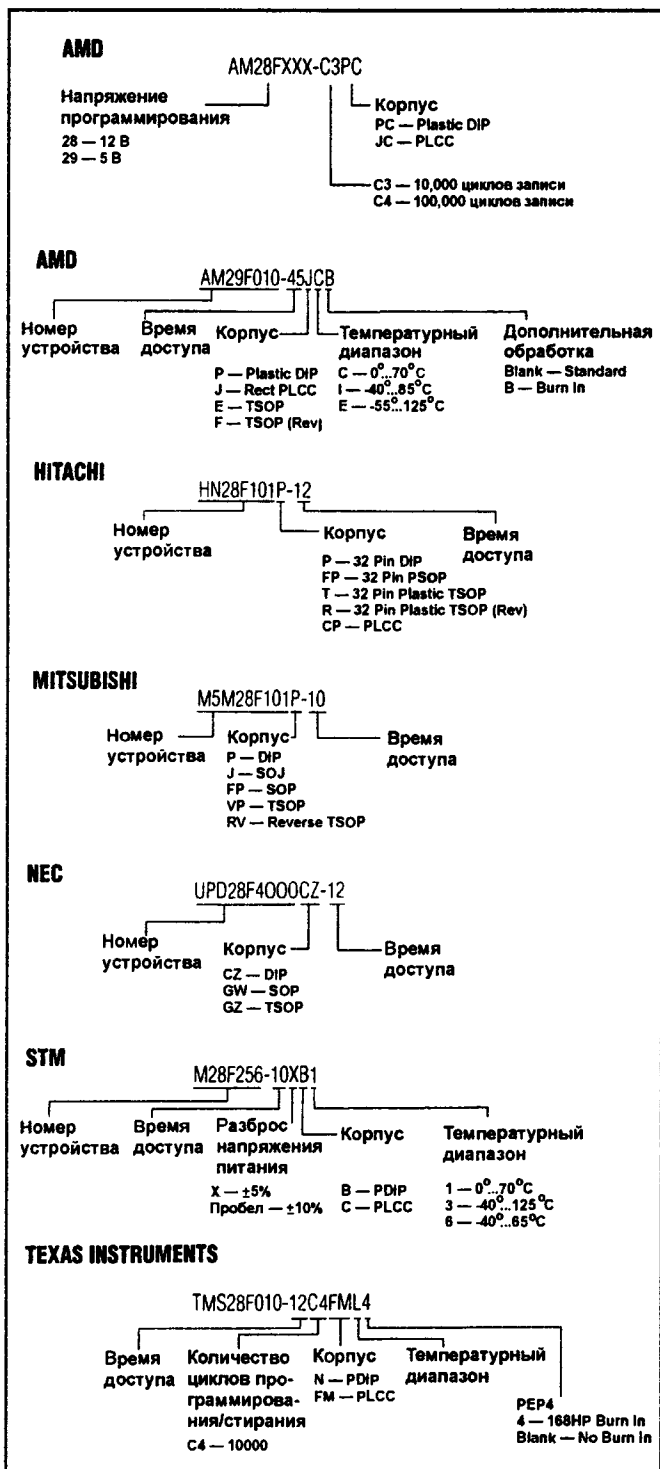 AMD
AM28FXXX-C3PC
Напряжение
программирования
28 — 12 В
29 — 5 В
Корпус
PC — Plastic DIP
JC — PLCC
C3 — 10,000 циклов записи
C4 — 100,000 циклов записи
AMD
AM29F010-45JCB
Номер
устройства
Время
доступа
Корпус
P — Plastic DIP
J — Rect PLCC
E — TSOP
F — TSOP (Rev)
Температурный
диапазон
C — 0°...70°C
I — -40°...85°C
E — -55°...125°C
Дополнительная
обработка
Blank — Standard
B — Burn In
HITACHI
HN28F101P-12
Номер
устройства
Корпус
P — 32 Pin DIP
FP — 32 Pin PSOP
T — 32 Pin Plastic TSOP
R — 32 Pin Plastic TSOP (Rev)
CP — PLCC
Время
доступа
MITSUBISHI
M5M28F101P-10
Номер
устройства
Корпус
P — DIP
J — SOJ
FP — SOP
VP — TSOP
RV — Reverse TSOP
Время
доступа
NEC
UPD28F4000CZ-12
Номер
устройства
Корпус
CZ — DIP
GW — SOP
GZ — TSOP
Время
доступа
STM
M28F256-10XB1
Номер
устройства
Время
доступа
Разброс
напряжения
питания
X — ±5%
Пробел — ±10%
Корпус
B — PDIP
C — PLCC
Температурный
диапазон
1 — 0°...70°C
3 — -40°...125°C
6 — -40°...65°C
TEXAS INSTRUMENTS
TMS28F010-12C4FML4
Время
доступа
Количество
циклов про-
граммирова-
ния/стирания
C4 — 10000
Корпус
N — PDIP
FM — PLCC
Температурный
диапазон
PEP4
4 — 168HP Burn In
Blank — No Burn In